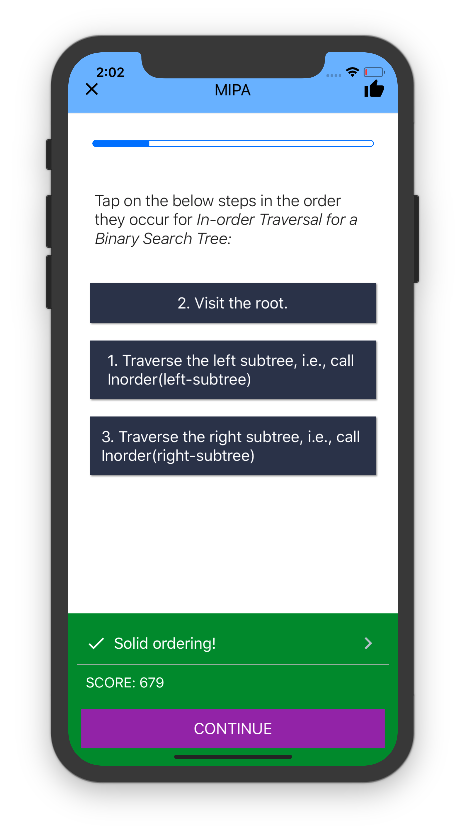 2:02
MIPA
Tap on the below steps in the order
they occur for In-order Traversal for a
Binary Search Tree:
2. Visit the root.
1. Traverse the left subtree, i.e., call
Inorder(left-subtree)
3. Traverse the right subtree, i.e., call
Inorder(right-subtree)
Solid ordering!
SCORE: 679
CONTINUE